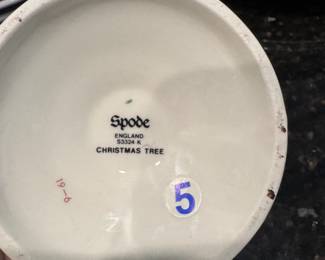 Spode
ENGLAND
S3324 K
CHRISTMAS TREE
5